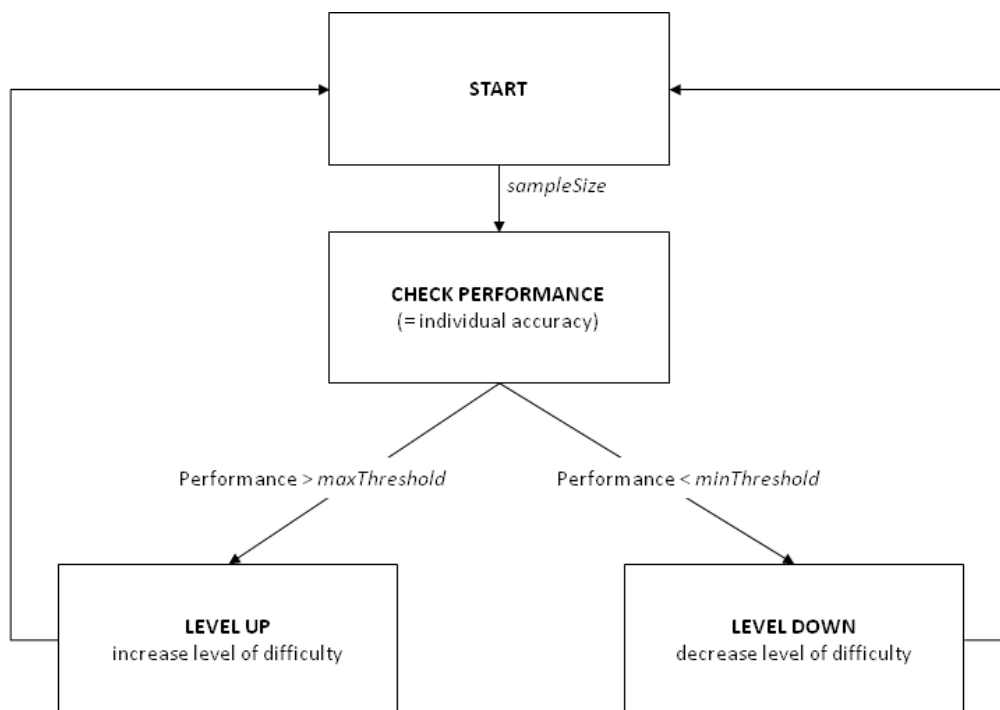 START
sampleSize
CHECK PERFORMANCE
(= individual accuracy)
Performance > maxThreshold
Performance < minThreshold
LEVEL UP
increase level of difficulty
LEVEL DOWN
decrease level of difficulty